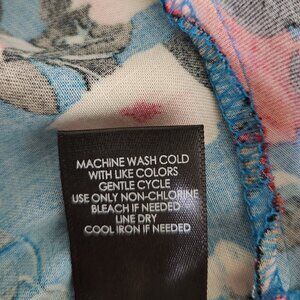 MACHINE WASH COLD
WITH LIKE COLORS
GENTLE CYCLE
USE ONLY NON-CHLORINE
BLEACH IF NEEDED
LINE DRY
COOL IRON IF NEEDED